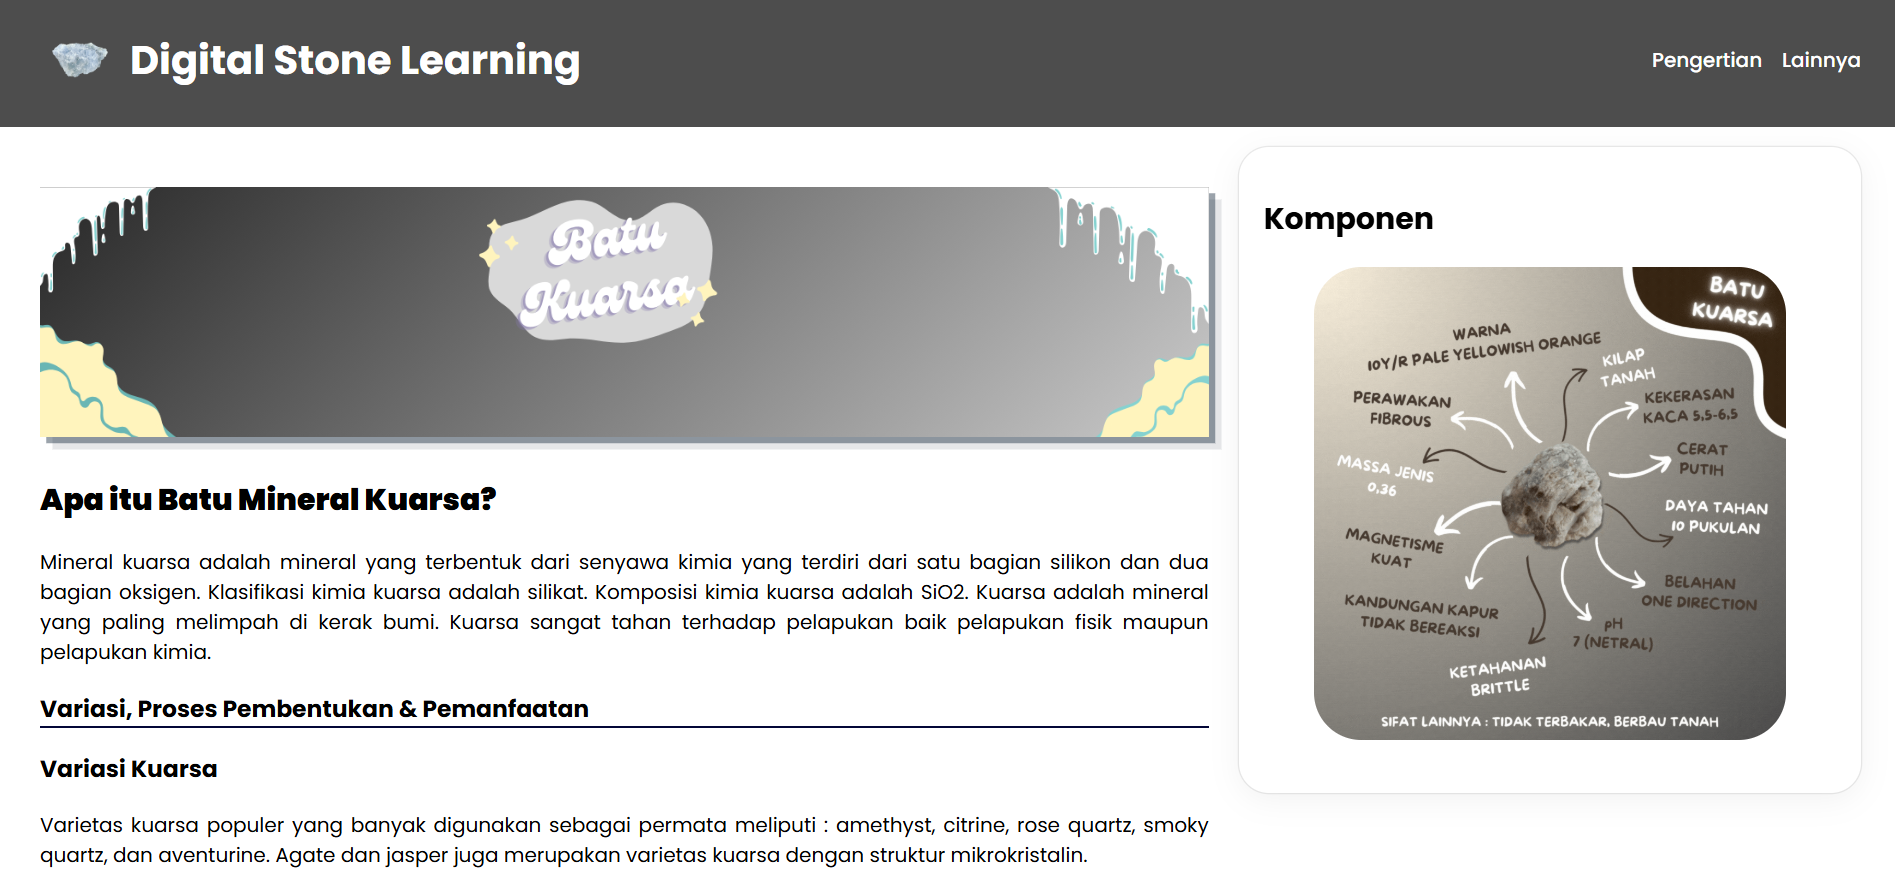 Digital Stone Learning
Pengertian Lainnya
Batu
Kuarsa
Apa itu Batu Mineral Kuarsa?
Mineral kuarsa adalah mineral yang terbentuk dari senyawa kimia yang terdiri dari satu bagian silikon dan dua
bagian oksigen. Klasifikasi kimia kuarsa adalah silikat. Komposisi kimia kuarsa adalah SiO2. Kuarsa adalah mineral
yang paling melimpah di kerak bumi. Kuarsa sangat tahan terhadap pelapukan baik pelapukan fisik maupun
pelapukan kimia.
Variasi, Proses Pembentukan & Pemanfaatan
Variasi Kuarsa
Varietas kuarsa populer yang banyak digunakan sebagai permata meliputi : amethyst, citrine, rose quartz, smoky
quartz, dan aventurine. Agate dan jasper juga merupakan varietas kuarsa dengan struktur mikrokristalin.
Komponen
BATU
KUARSA
WARNA
10Y/R PALE YELLOWISH ORANGE
KILAP
TANAH
PERAWAKAN
FIBROUS
KEKERASAN
KACA 5,5-6,5
MASSA JENIS
0,36
CERAT
PUTIH
DAYA TAHAN
10 PUKULAN
MAGNETISME
KUAT
BELAHAN
ONE DIRECTION
KANDUNGAN KAPUR
TIDAK BEREAKSI
pH
7 (NETRAL)
KETAHANAN
BRITTLE
SIFAT LAINNYA : TIDAK TERBAKAR, BERBAU TANAH